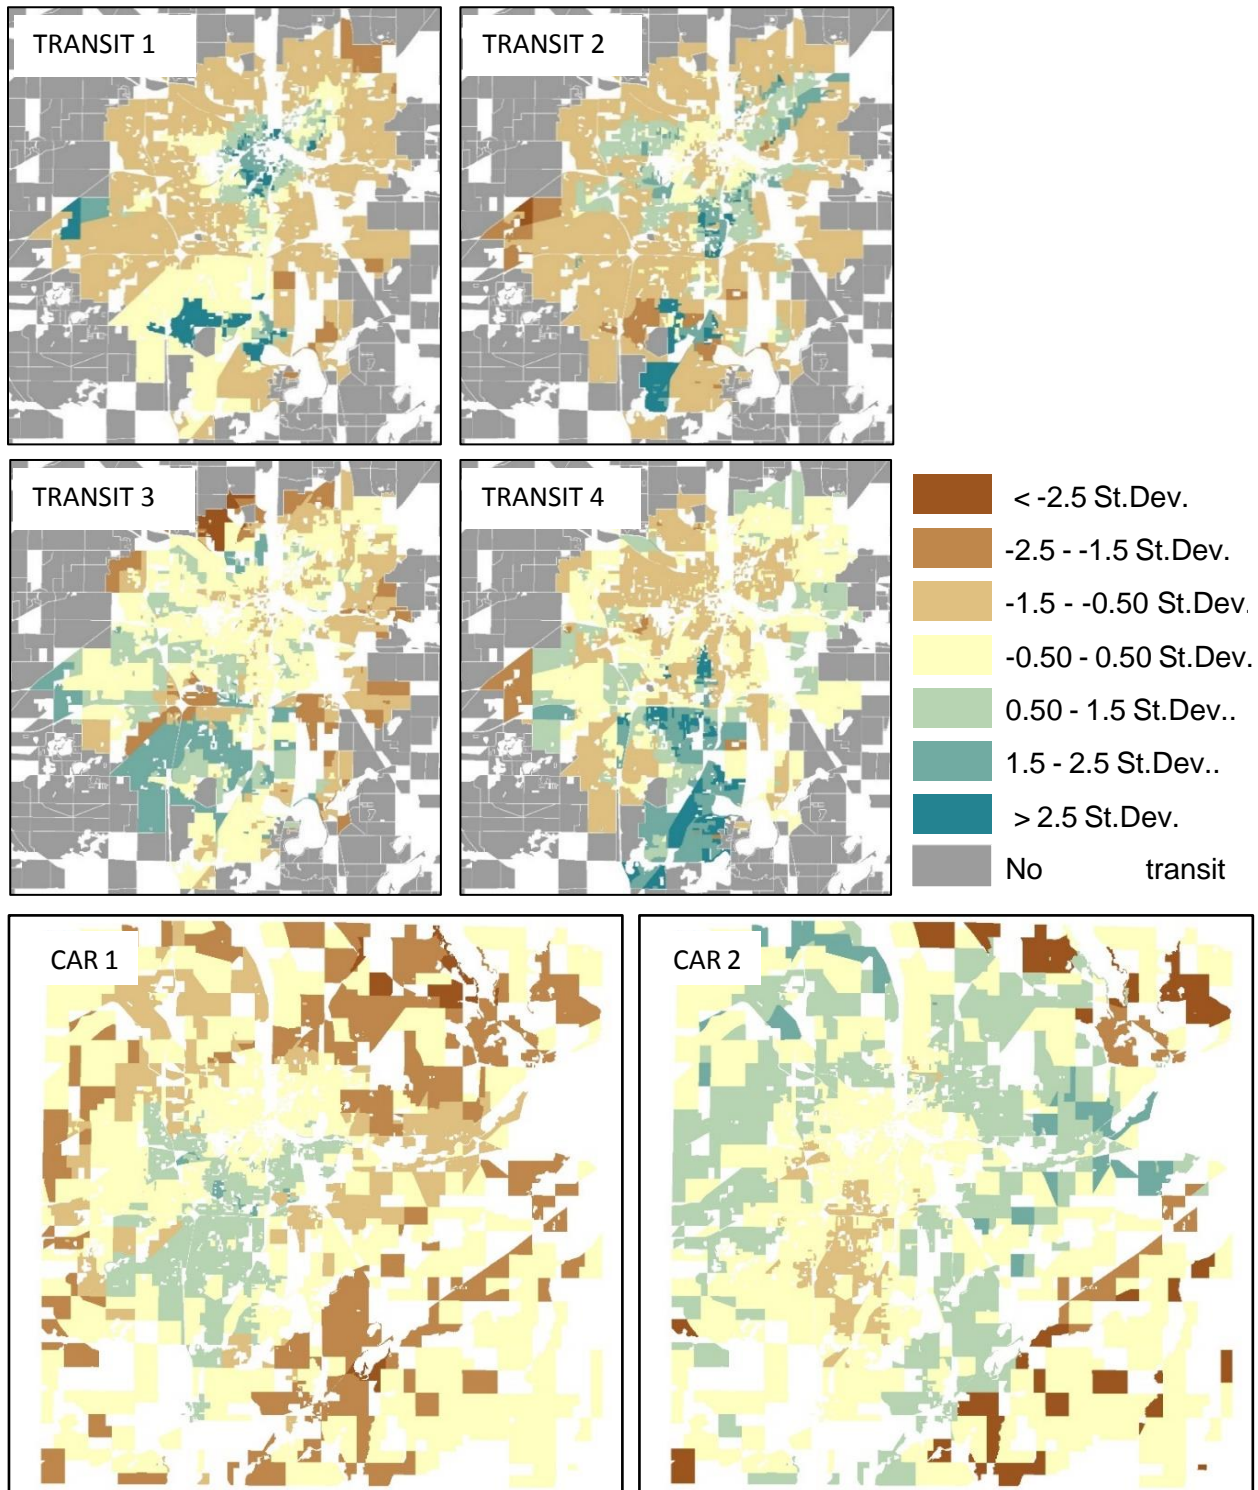 TRANSIT 1
TRANSIT 2
TRANSIT 3
TRANSIT 4
< -2.5 St.Dev.
-2.5 - -1.5 St.Dev.
-1.5 - -0.50 St.Dev.
-0.50 - 0.50 St.Dev.
0.50 - 1.5 St.Dev..
1.5 - 2.5 St.Dev..
> 2.5 St.Dev.
No transit
CAR 1
CAR 2